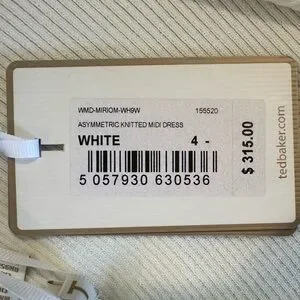 WMD-MIRIOM-WH9W 155520
ASYMMETRIC KNITTED MIDI DRESS
WHITE 4 -
5 057930 630536
$ 315.00
tedbaker.com